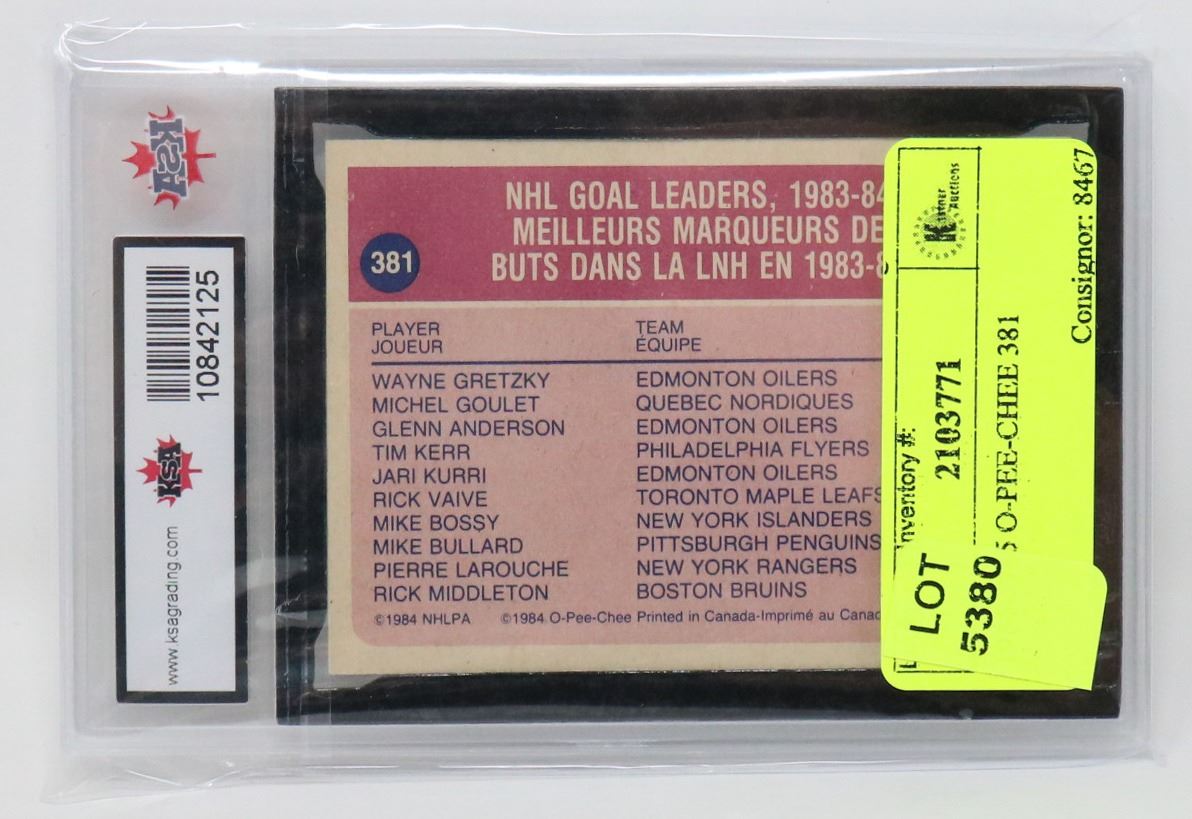 KSA
10842125
KSA
www.ksagrading.com
381
NHL GOAL LEADERS, 1983-84
MEILLEURS MARQUEURS DE
BUTS DANS LA LNH EN 1983-8
PLAYER TEAM
JOUEUR ÉQUIPE
WAYNE GRETZKY EDMONTON OILERS
MICHEL GOULET QUEBEC NORDIQUES
GLENN ANDERSON EDMONTON OILERS
TIM KERR PHILADELPHIA FLYERS
JARI KURRI EDMONTON OILERS
RICK VAIVE TORONTO MAPLE LEAFS
MIKE BOSSY NEW YORK ISLANDERS
MIKE BULLARD PITTSBURGH PENGUINS
PIERRE LAROUCHE NEW YORK RANGERS
RICK MIDDLETON BOSTON BRUINS
©1984 NHLPA ©1984 O-Pee-Chee Printed in Canada-Imprimé au Canad
Inventory #:
2103771
Auctions
5 O-PEE-CHEE 381
Consignor: 8467
LOT
5380